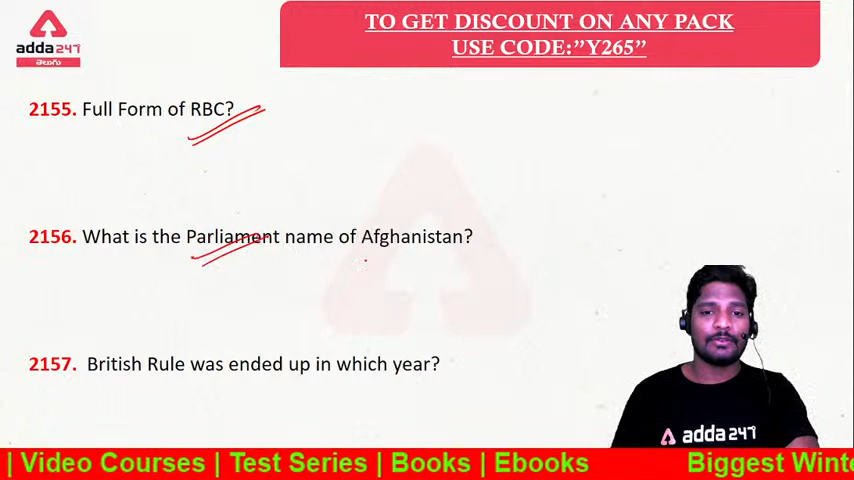 TO GET DISCOUNT ON ANY PACK
USE CODE:”Y265”
adda247
తెలుగు
2155. Full Form of RBC?
2156. What is the Parliament name of Afghanistan?
2157. British Rule was ended up in which year?
adda247
| Video Courses | Test Series | Books | Ebooks Biggest Winte